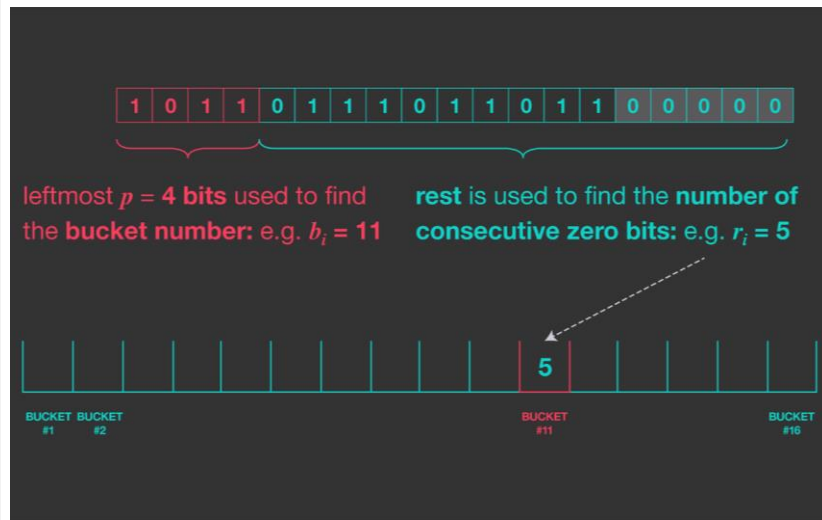 1 0 1 1 0 1 1 1 0 1 1 0 1 1 0 0 0 0 0
leftmost p = 4 bits used to find
the bucket number: e.g. bᵢ = 11
rest is used to find the number of
consecutive zero bits: e.g. rᵢ = 5
5
BUCKET #1
BUCKET #2
BUCKET #11
BUCKET #16